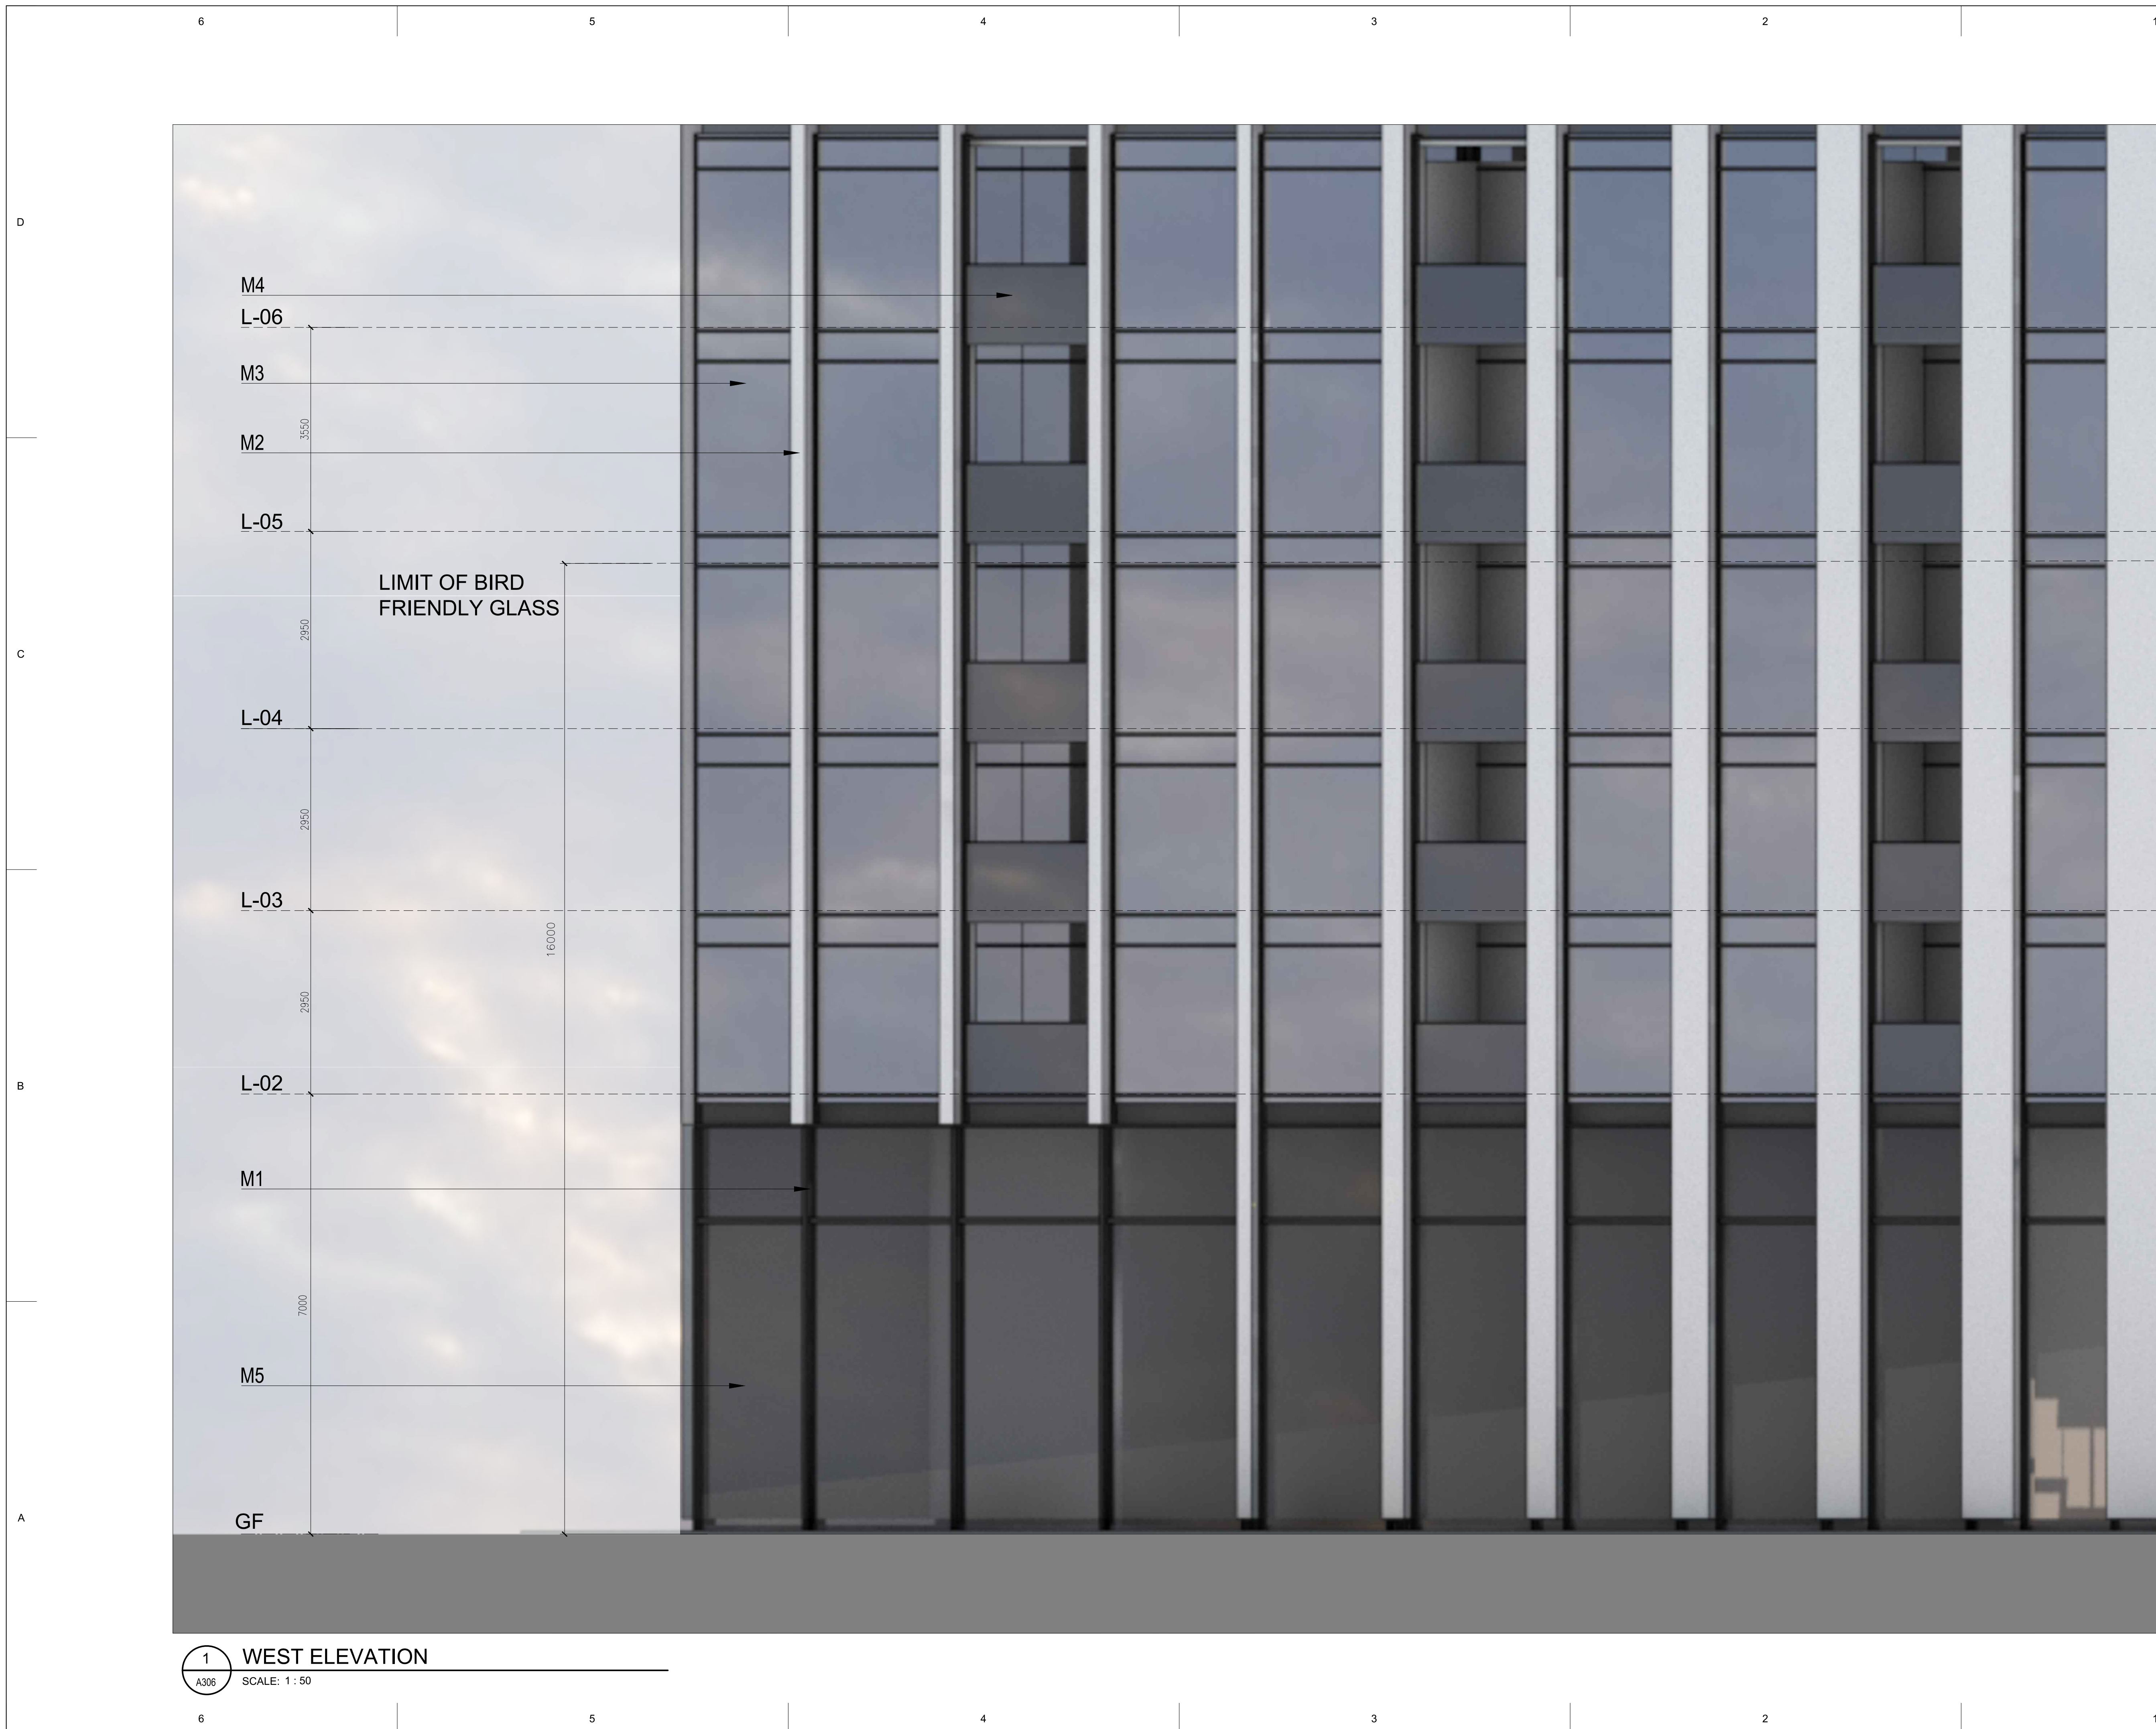 6 5 4 3 2 1
D
M4
L-06
M3
3550
M2
L-05
LIMIT OF BIRD
FRIENDLY GLASS
2950
C
L-04
2950
L-03
16000
2950
L-02
B
M1
7000
M5
GF
A
1
A306
WEST ELEVATION
SCALE: 1 : 50
6 5 4 3 2 1